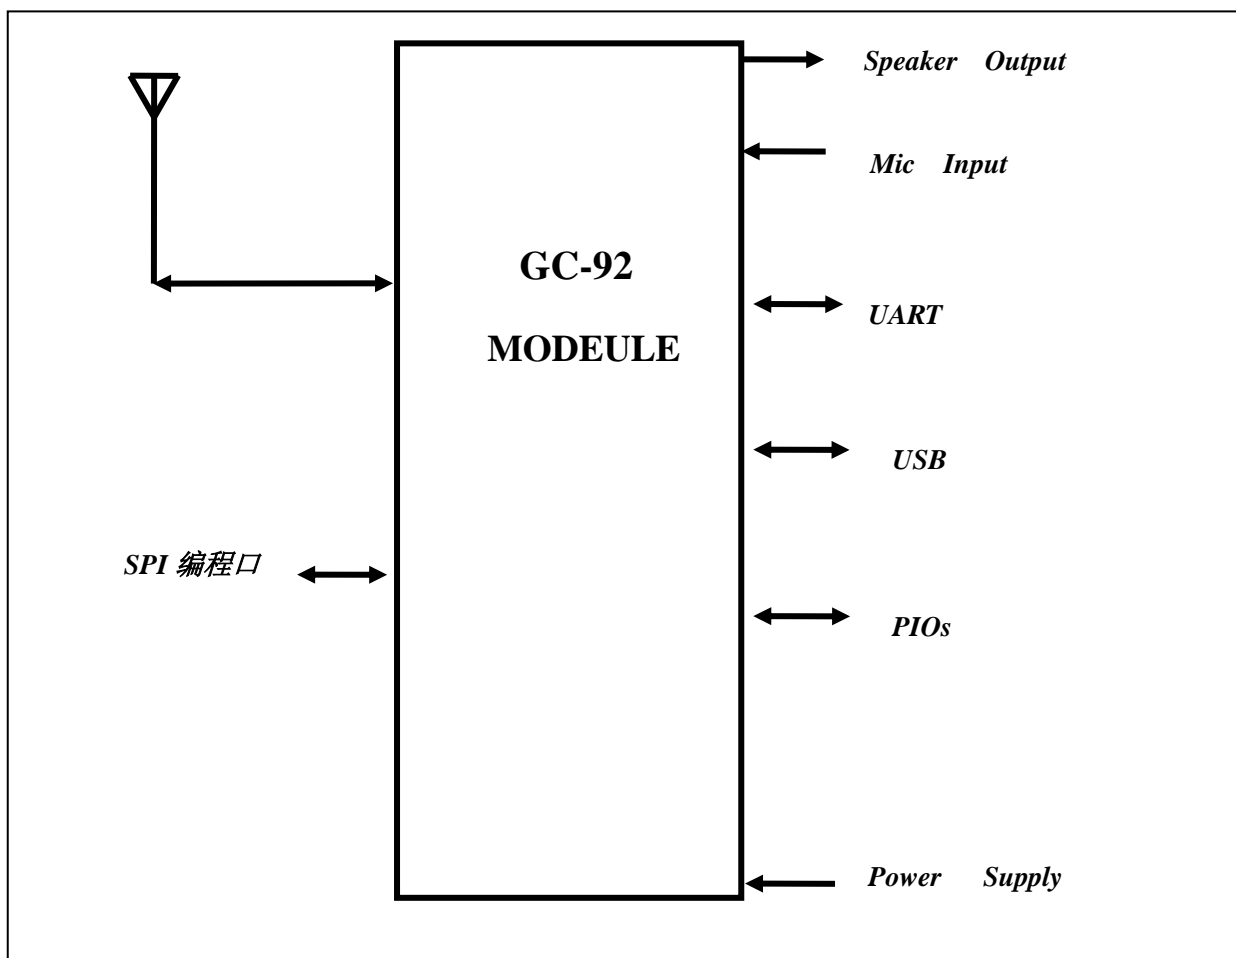 Speaker Output
Mic Input
GC-92
MODEULE
UART
USB
SPI 编程口
PIOs
Power Supply